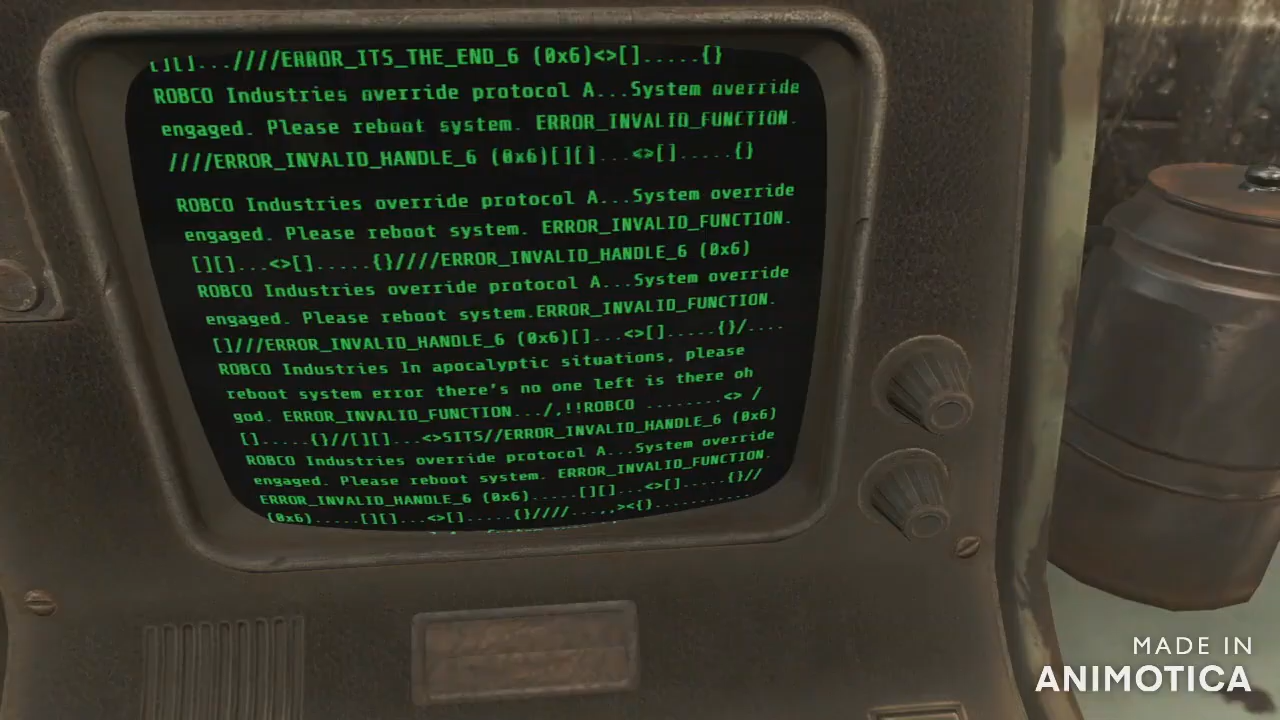 [][]...////ERROR_ITS_THE_END_6 (0x6)<>[].....{}
ROBCO Industries override protocol A...System override
engaged. Please reboot system. ERROR_INVALID_FUNCTION.
////ERROR_INVALID_HANDLE_6 (0x6)[][]...<>[].....{}
ROBCO Industries override protocol A...System override
engaged. Please reboot system. ERROR_INVALID_FUNCTION.
[][]...<>[].....{}////ERROR_INVALID_HANDLE_6 (0x6)
ROBCO Industries override protocol A...System override
engaged. Please reboot system.ERROR_INVALID_FUNCTION.
[]///ERROR_INVALID_HANDLE_6 (0x6)[]...<>[].....{}/....
ROBCO Industries In apocalyptic situations, please
reboot system error there's no one left is there oh
god. ERROR_INVALID_FUNCTION.../,!!ROBCO ........<> /
[].....{}//[][]...<>SITS//ERROR_INVALID_HANDLE_6 (0x6)
ROBCO Industries override protocol A...System override
engaged. Please reboot system. ERROR_INVALID_FUNCTION.
ERROR_INVALID_HANDLE_6 (0x6).....[][]...<>[].....{}//
(0x6).....[][]...<>[].....{}////...,,><{}...........
MADE IN
ANIMOTICA